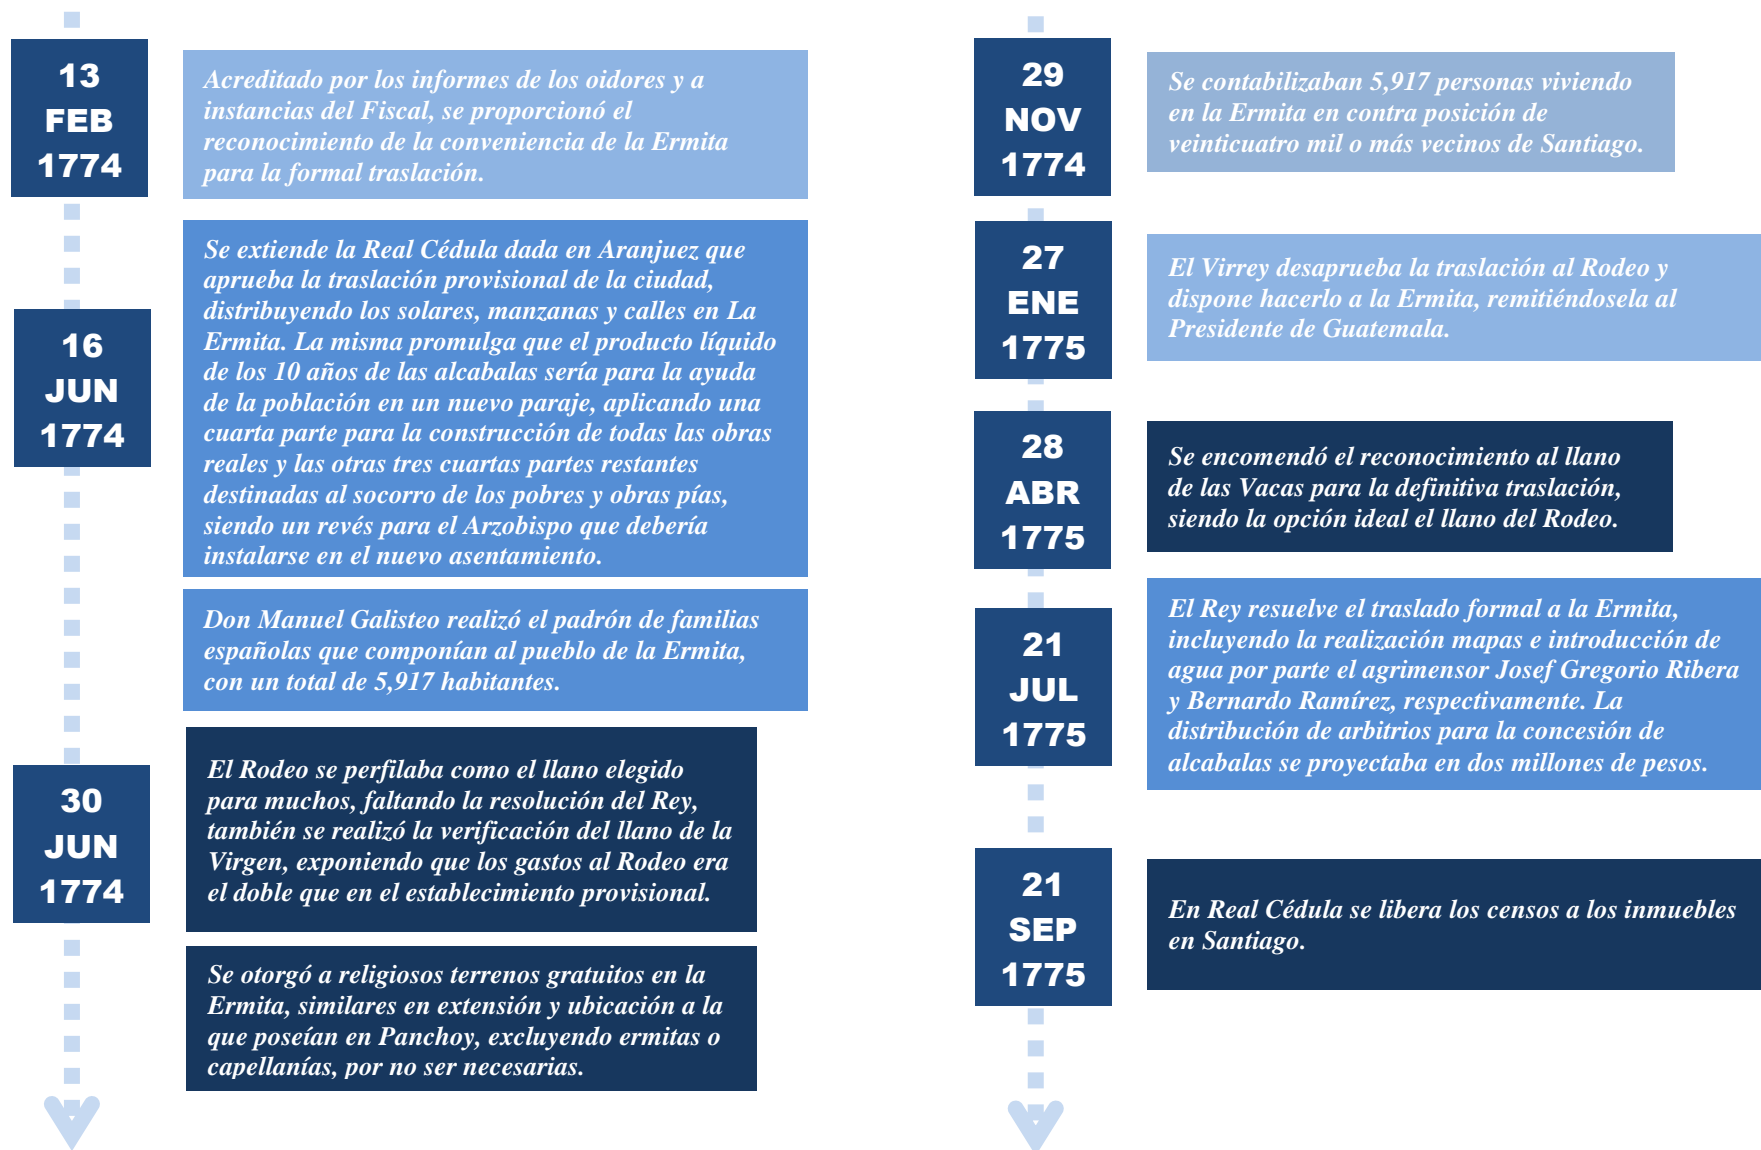 13
FEB
1774
Acreditado por los informes de los oidores y a
instancias del Fiscal, se proporcionó el
reconocimiento de la conveniencia de la Ermita
para la formal traslación.
16
JUN
1774
Se extiende la Real Cédula dada en Aranjuez que
aprueba la traslación provisional de la ciudad,
distribuyendo los solares, manzanas y calles en La
Ermita. La misma promulga que el producto líquido
de los 10 años de las alcabalas sería para la ayuda
de la población en un nuevo paraje, aplicando una
cuarta parte para la construcción de todas las obras
reales y las otras tres cuartas partes restantes
destinadas al socorro de los pobres y obras pías,
siendo un revés para el Arzobispo que debería
instalarse en el nuevo asentamiento.
Don Manuel Galisteo realizó el padrón de familias
españolas que componían al pueblo de la Ermita,
con un total de 5,917 habitantes.
30
JUN
1774
El Rodeo se perfilaba como el llano elegido
para muchos, faltando la resolución del Rey,
también se realizó la verificación del llano de la
Virgen, exponiendo que los gastos al Rodeo era
el doble que en el establecimiento provisional.
Se otorgó a religiosos terrenos gratuitos en la
Ermita, similares en extensión y ubicación a la
que poseían en Panchoy, excluyendo ermitas o
capellanías, por no ser necesarias.
29
NOV
1774
Se contabilizaban 5,917 personas viviendo
en la Ermita en contra posición de
veinticuatro mil o más vecinos de Santiago.
27
ENE
1775
El Virrey desaprueba la traslación al Rodeo y
dispone hacerlo a la Ermita, remitiéndosela al
Presidente de Guatemala.
28
ABR
1775
Se encomendó el reconocimiento al llano
de las Vacas para la definitiva traslación,
siendo la opción ideal el llano del Rodeo.
21
JUL
1775
El Rey resuelve el traslado formal a la Ermita,
incluyendo la realización mapas e introducción de
agua por parte el agrimensor Josef Gregorio Ribera
y Bernardo Ramírez, respectivamente. La
distribución de arbitrios para la concesión de
alcabalas se proyectaba en dos millones de pesos.
21
SEP
1775
En Real Cédula se libera los censos a los inmuebles
en Santiago.